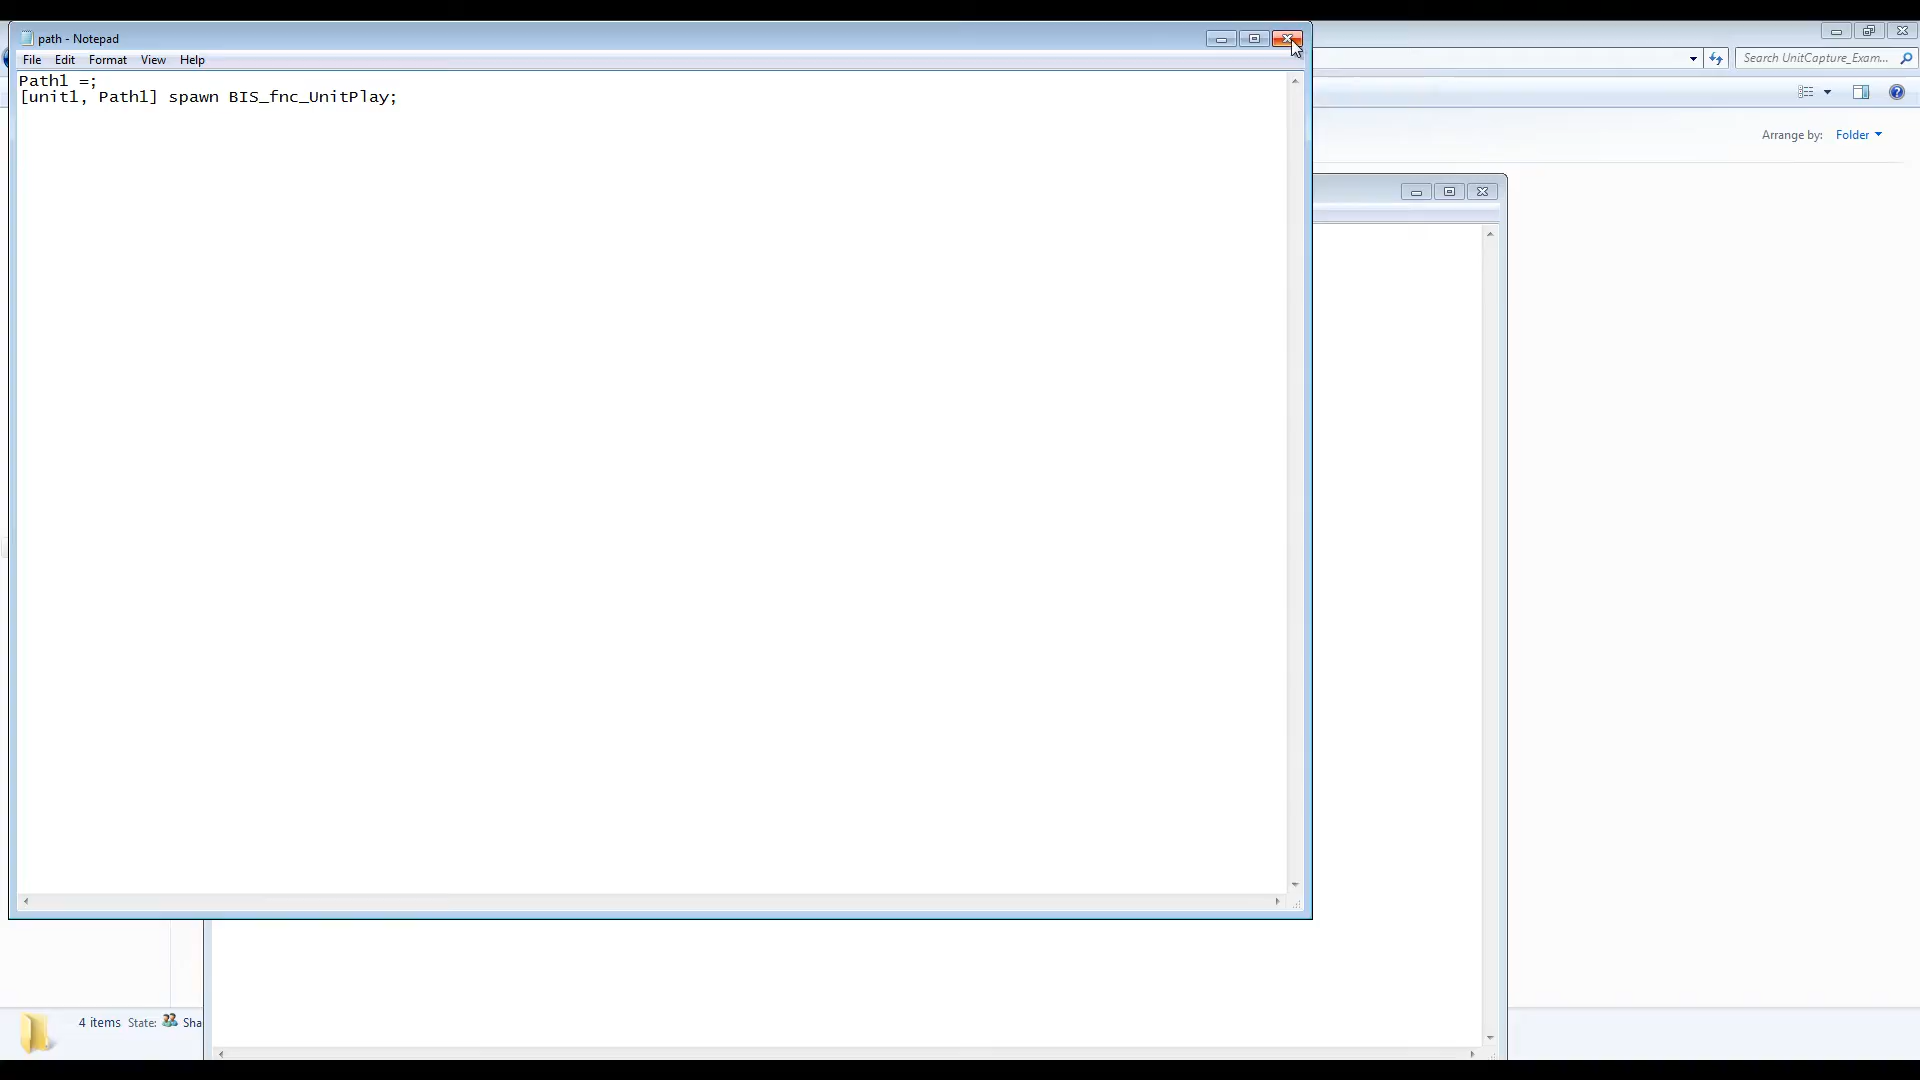 path - Notepad
File Edit Format View Help
Path1 =;
[unit1, Path1] spawn BIS_fnc_UnitPlay;
Search UnitCapture_Exam...
Arrange by: Folder
4 items State: Sha